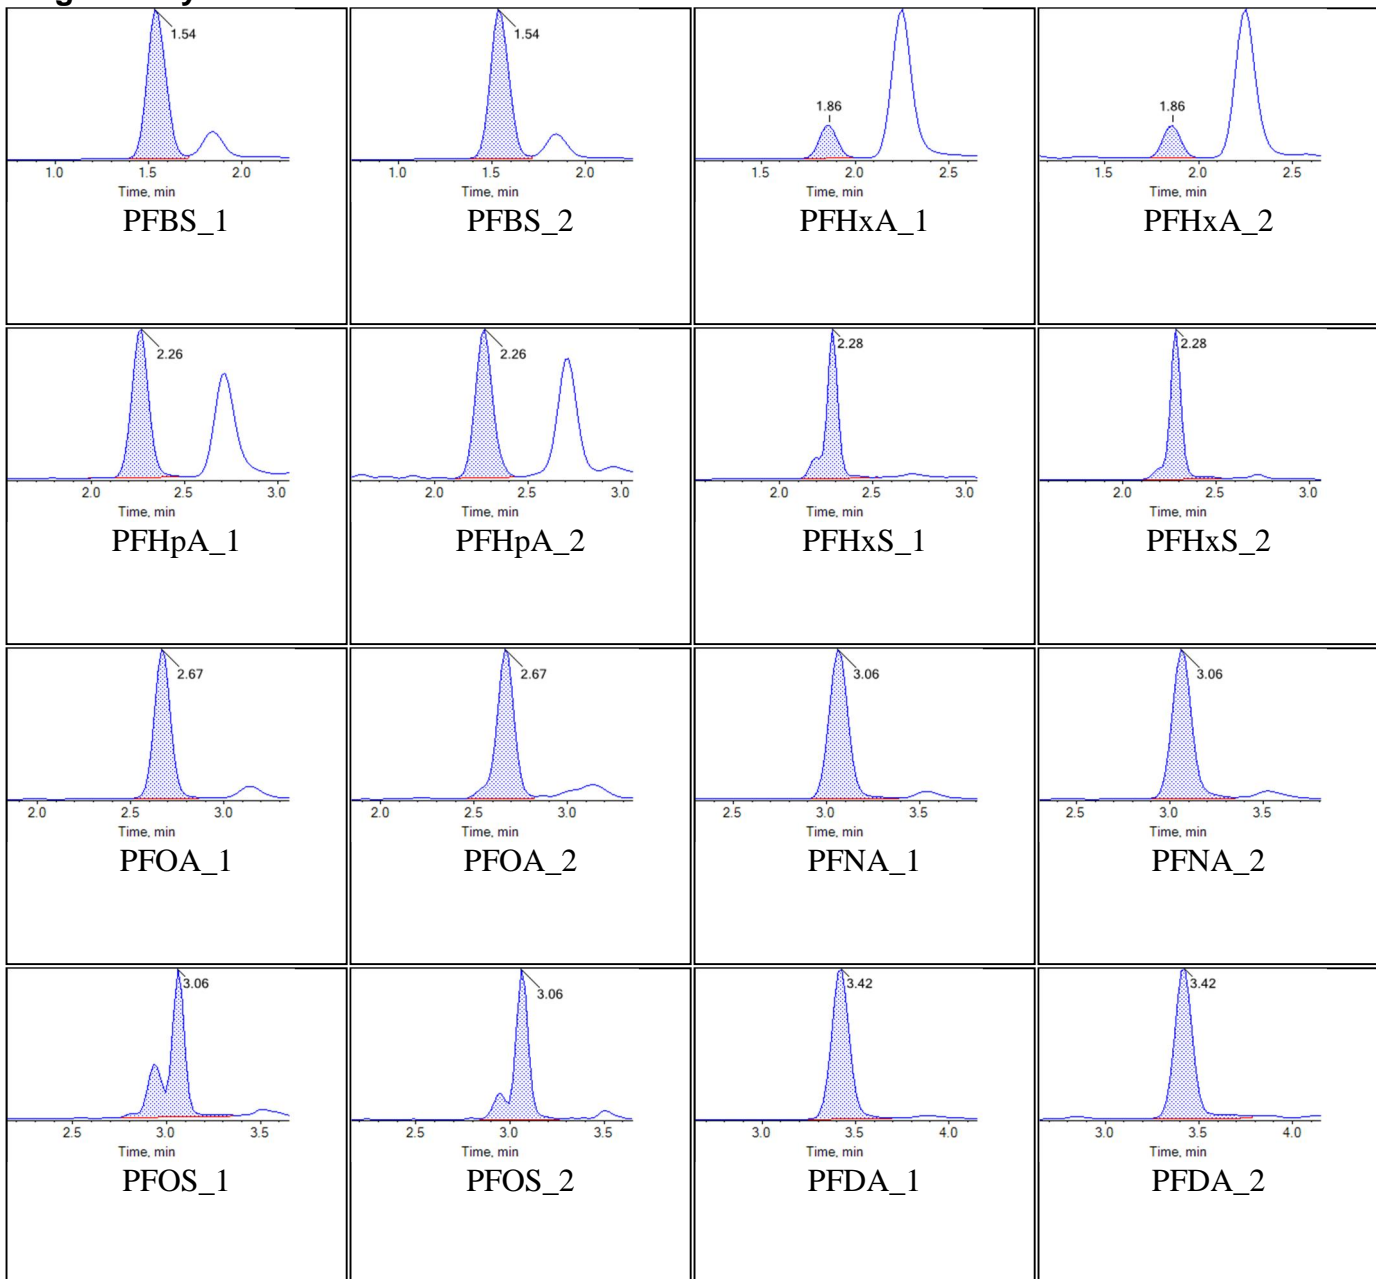 1.54 1.54 1.86 1.86
1.0 1.5 2.0 1.0 1.5 2.0 1.5 2.0 2.5 1.5 2.0 2.5
Time, min Time, min Time, min Time, min
PFBS_1 PFBS_2 PFHxA_1 PFHxA_2
2.26 2.26 2.28 2.28
2.0 2.5 3.0 2.0 2.5 3.0 2.0 2.5 3.0 2.0 2.5 3.0
Time, min Time, min Time, min Time, min
PFHpA_1 PFHpA_2 PFHxS_1 PFHxS_2
2.67 2.67 3.06 3.06
2.0 2.5 3.0 2.0 2.5 3.0 2.5 3.0 3.5 2.5 3.0 3.5
Time, min Time, min Time, min Time, min
PFOA_1 PFOA_2 PFNA_1 PFNA_2
3.06 3.06 3.42 3.42
2.5 3.0 3.5 2.5 3.0 3.5 3.0 3.5 4.0 3.0 3.5 4.0
Time, min Time, min Time, min Time, min
PFOS_1 PFOS_2 PFDA_1 PFDA_2